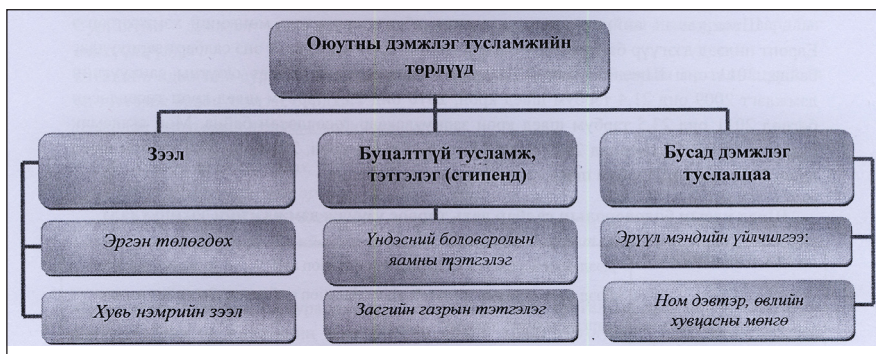 Оюутны дэмжлэг тусламжийн
төрлүүд
Зээл
Буцалтгүй тусламж,
тэтгэлэг (стипенд)
Бусад дэмжлэг
туслалцаа
Эргэн төлөгдөх
Үндэсний боловсролын
яамны тэтгэлэг
Эрүүл мэндийн үйлчилгээ:
Хувь нэмрийн зээл
Засгийн газрын тэтгэлэг
Ном дэвтэр, өвлийн
хувцасны мөнгө